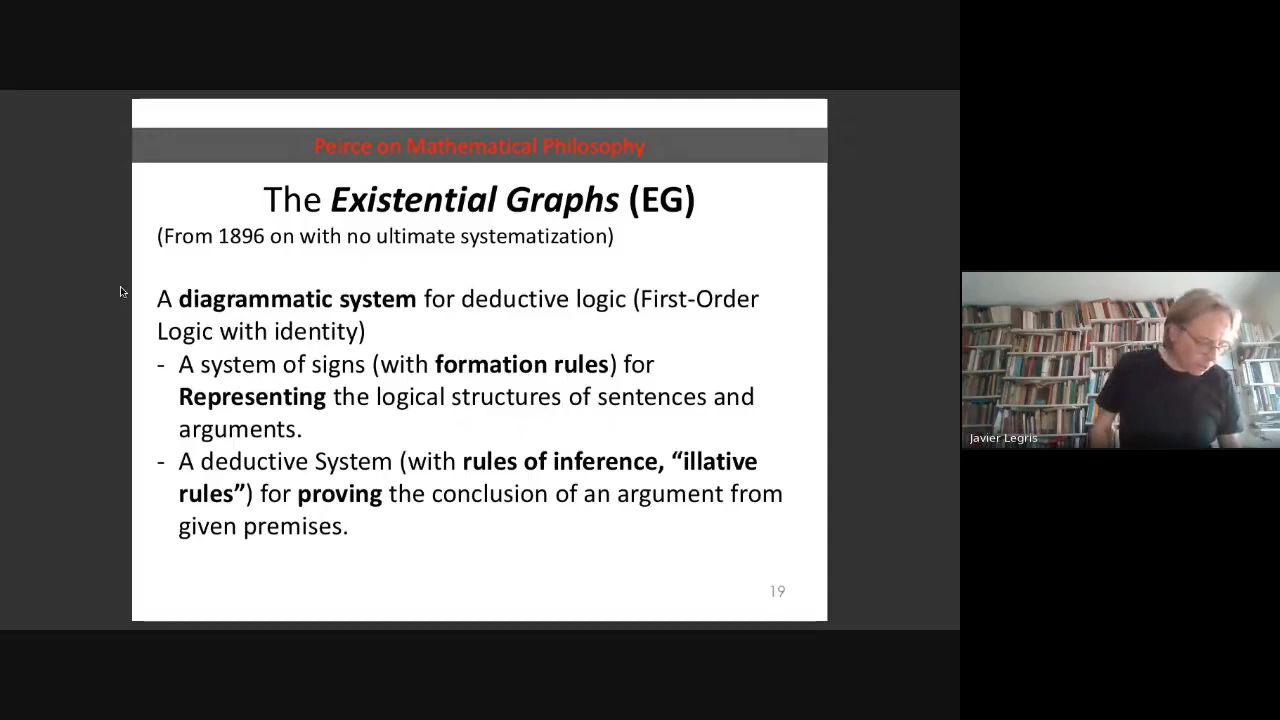 Peirce on Mathematical Philosophy
The Existential Graphs (EG)
(From 1896 on with no ultimate systematization)
A diagrammatic system for deductive logic (First-Order
Logic with identity)
- A system of signs (with formation rules) for
Representing the logical structures of sentences and
arguments.
- A deductive System (with rules of inference, “illative
rules”) for proving the conclusion of an argument from
given premises.
19
Javier Legris